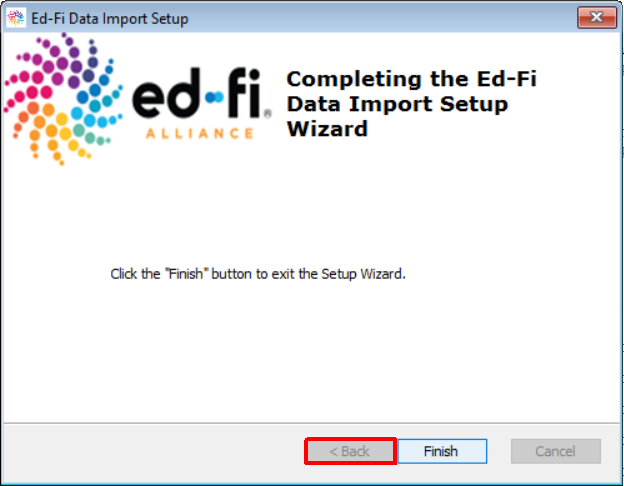 Ed-Fi Data Import Setup
ed-fi
ALLIANCE
Completing the Ed-Fi
Data Import Setup
Wizard
Click the "Finish" button to exit the Setup Wizard.
< Back
Finish
Cancel